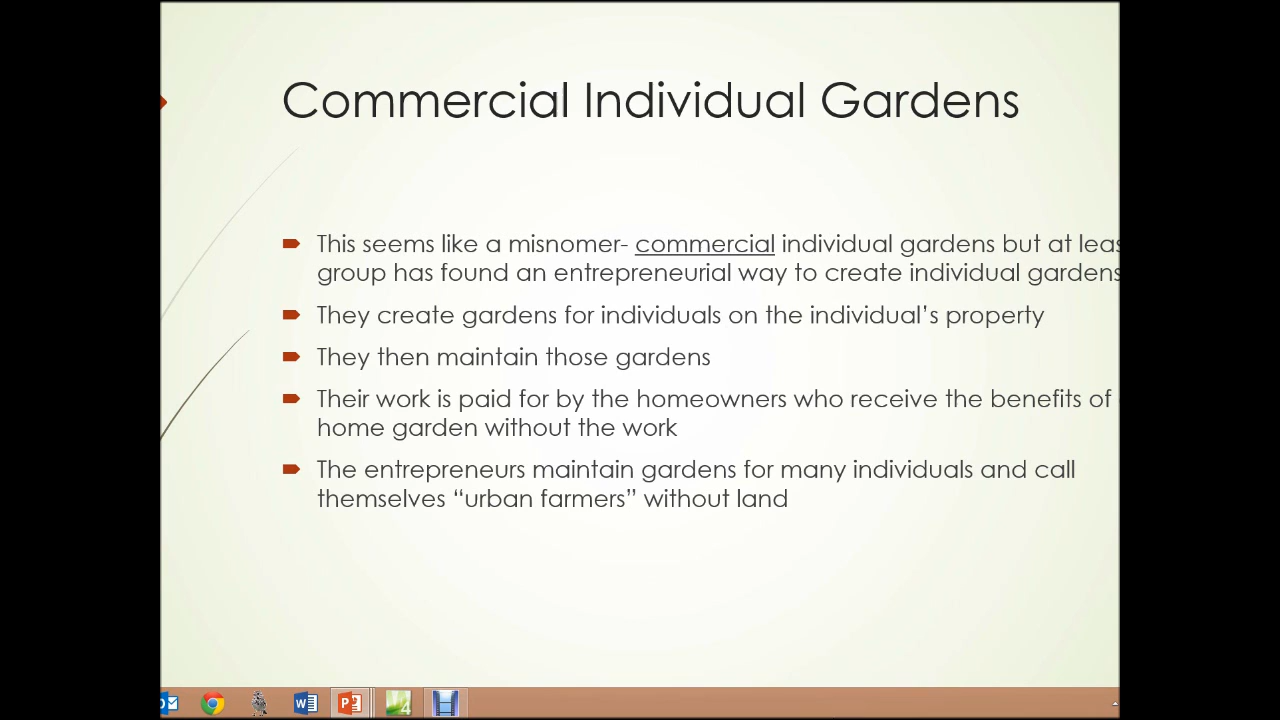 Commercial Individual Gardens
This seems like a misnomer- commercial individual gardens but at
group has found an entrepreneurial way to create individual gardens
They create gardens for individuals on the individual’s property
They then maintain those gardens
Their work is paid for by the homeowners who receive the benefits of
home garden without the work
The entrepreneurs maintain gardens for many individuals and call
themselves “urban farmers” without land